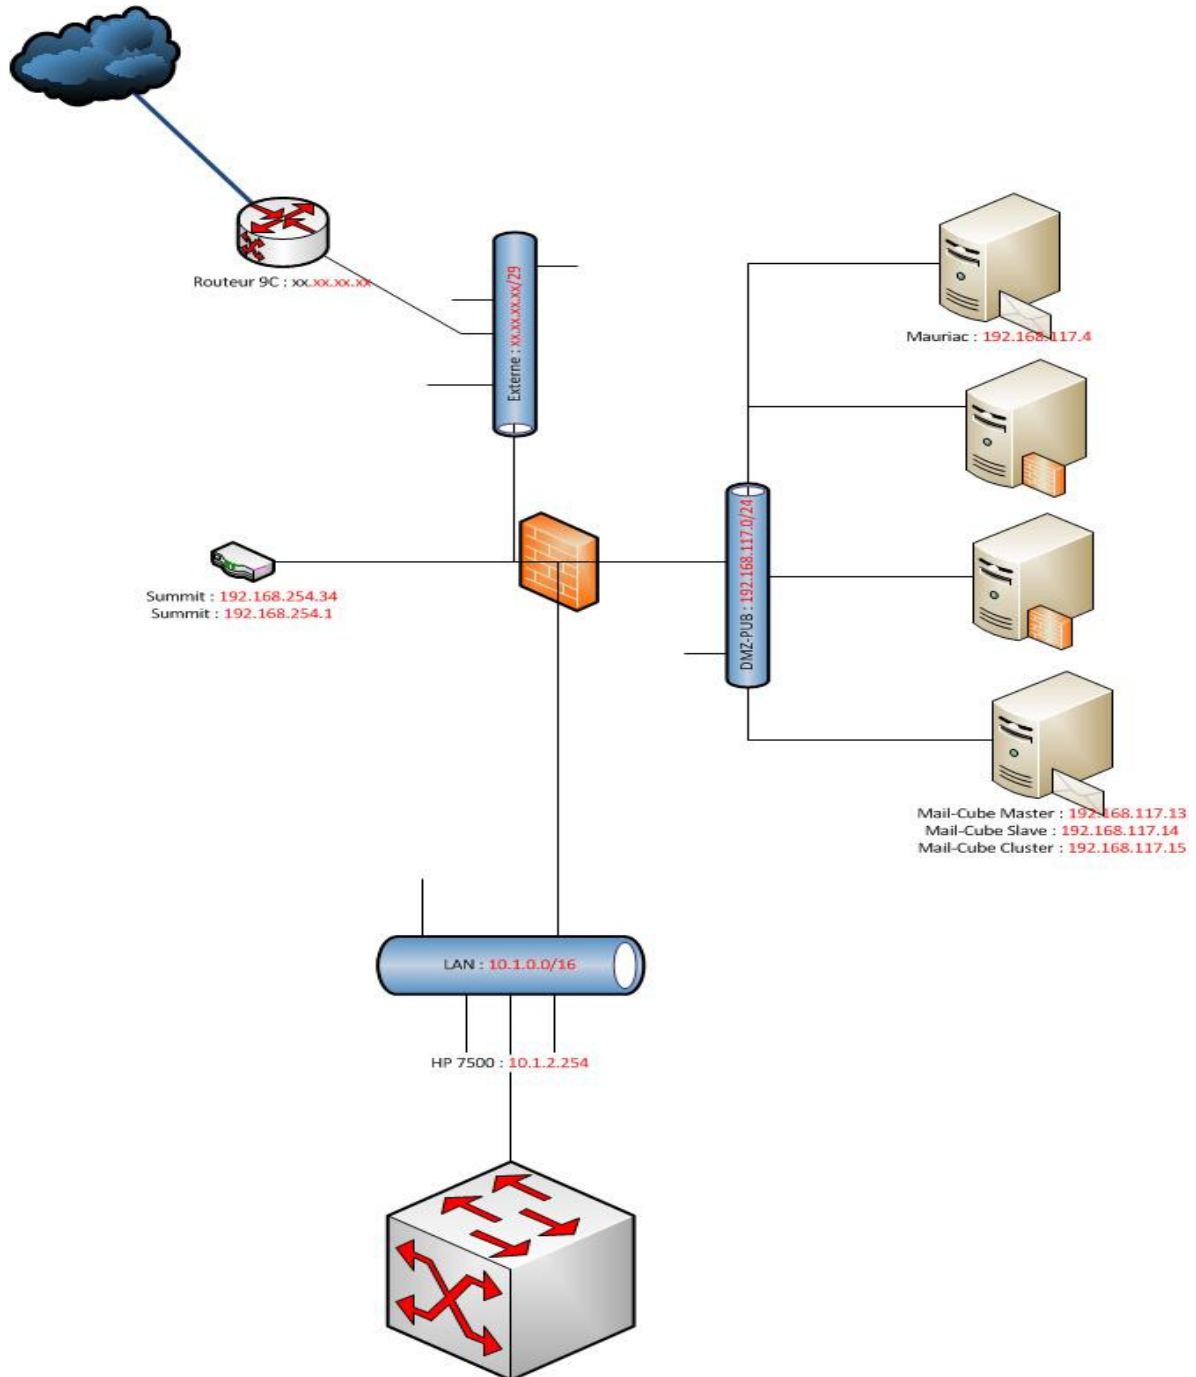 Routeur 9C : xx.xx.xx.xx
Externe : xx.xx.xx.xx/29
Mauriac : 192.168.117.4
Summit : 192.168.254.34
Summit : 192.168.254.1
DMZ-PUB : 192.168.117.0/24
Mail-Cube Master : 192.168.117.13
Mail-Cube Slave : 192.168.117.14
Mail-Cube Cluster : 192.168.117.15
LAN : 10.1.0.0/16
HP 7500 : 10.1.2.254